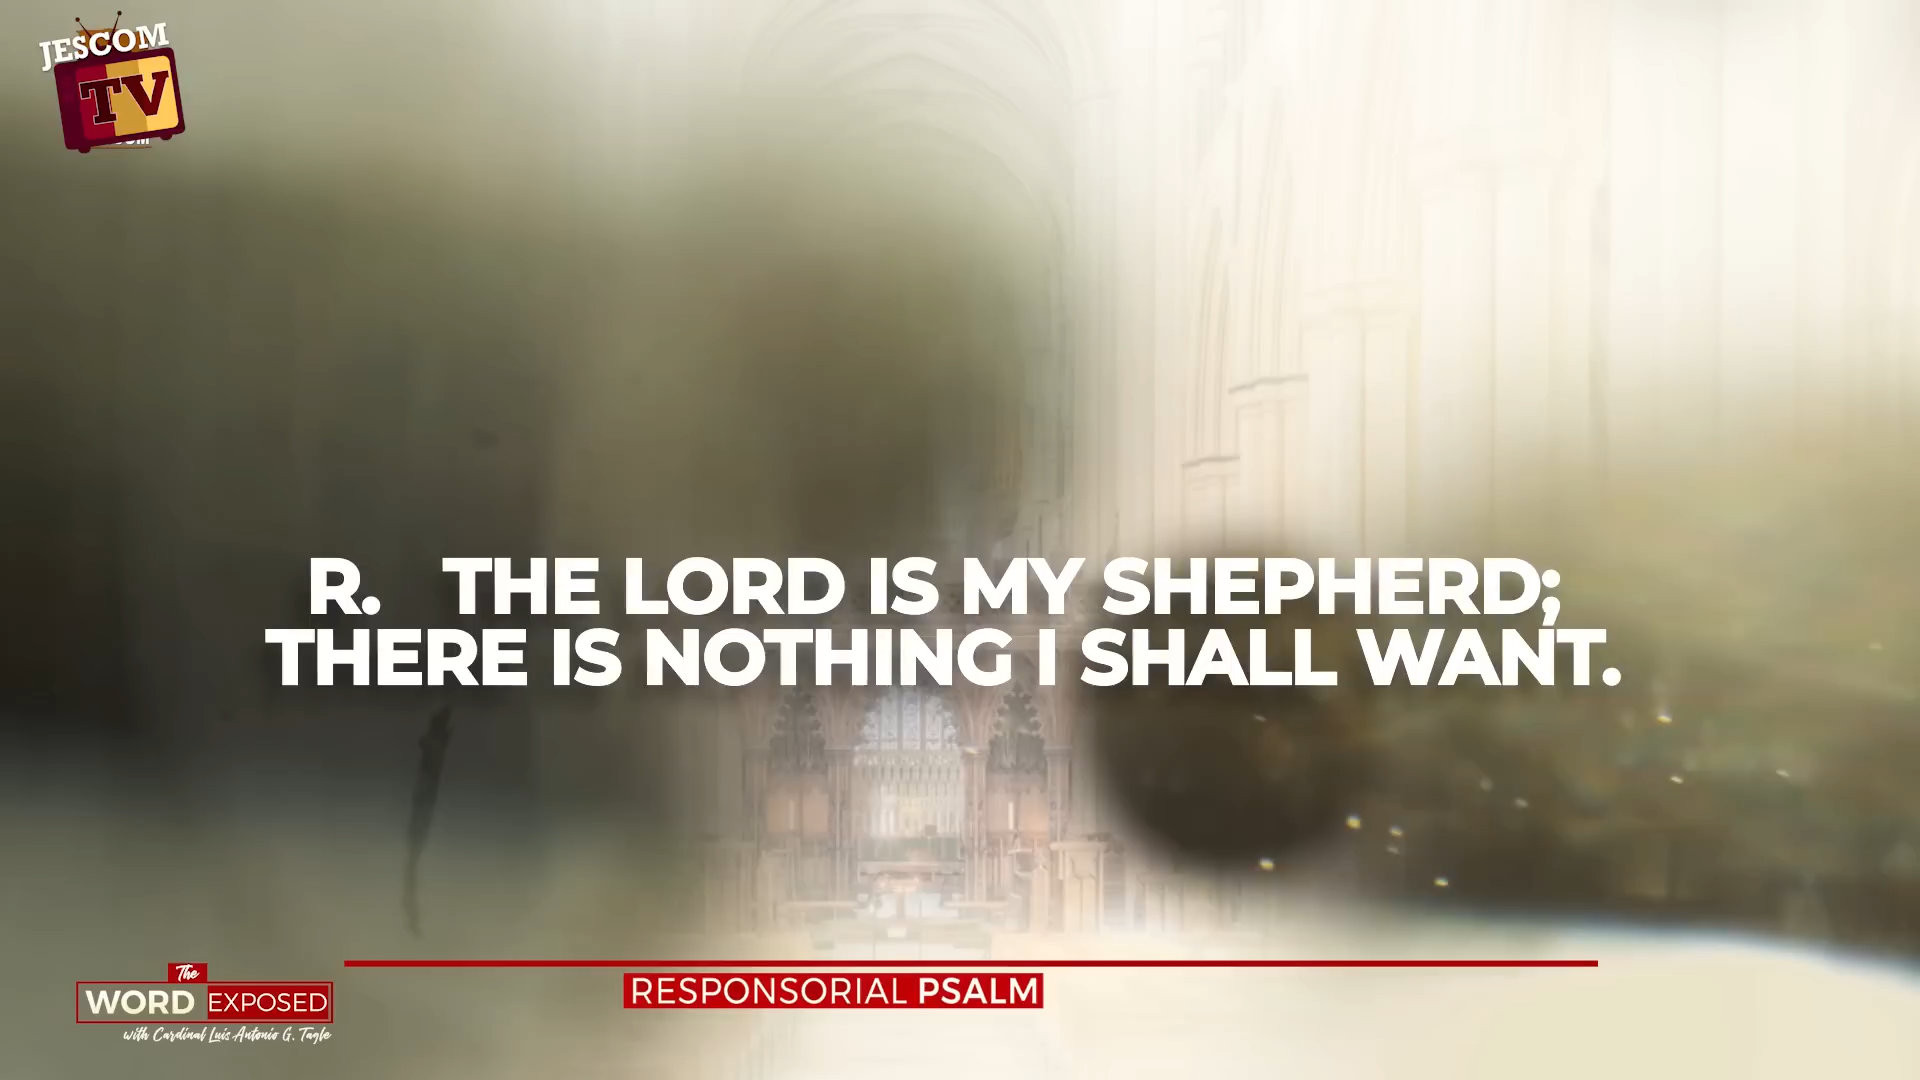 JESCOM
TV
R. THE LORD IS MY SHEPHERD;
THERE IS NOTHING I SHALL WANT.
The
WORD EXPOSED
with Cardinal Luis Antonio G. Tagle
RESPONSORIAL PSALM